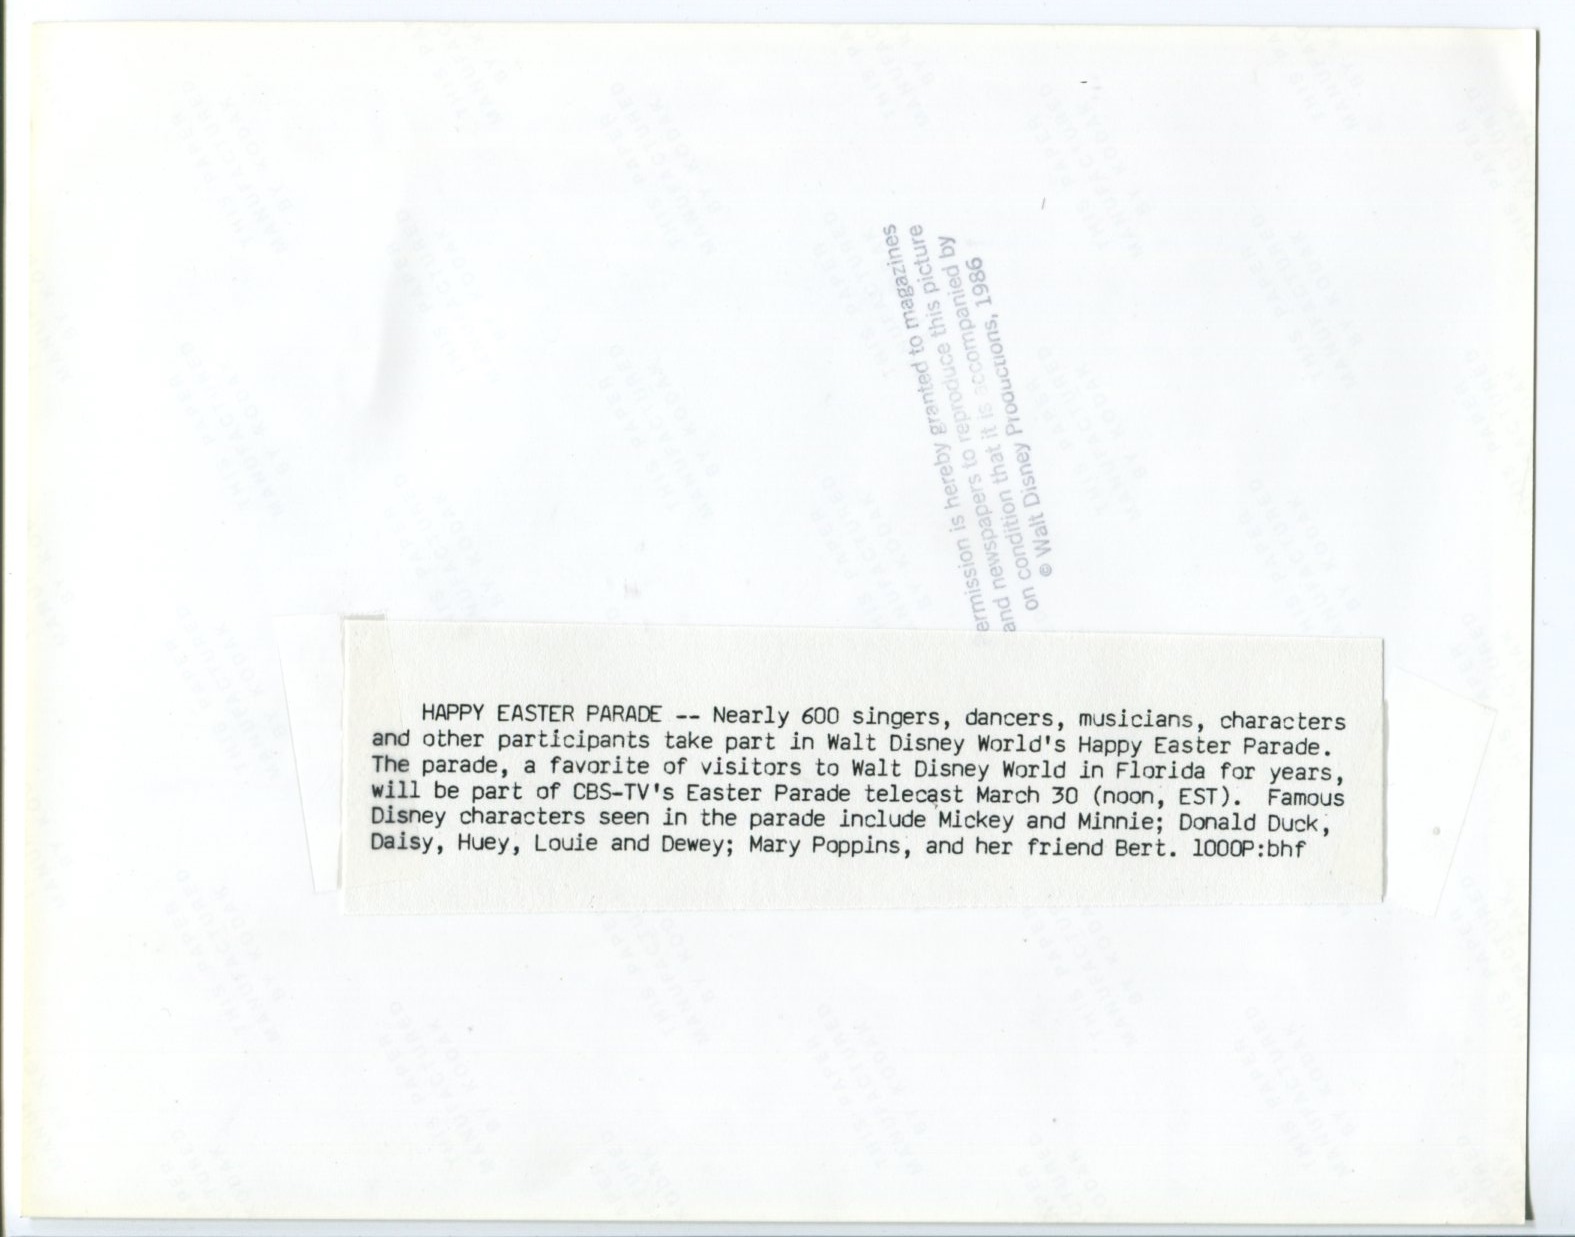 ermission is hereby granted to magazines
and newspapers to reproduce this picture
on condition that it is accompanied by
© Walt Disney Productions, 1986
HAPPY EASTER PARADE -- Nearly 600 singers, dancers, musicians, characters
and other participants take part in Walt Disney World's Happy Easter Parade.
The parade, a favorite of visitors to Walt Disney World in Florida for years,
will be part of CBS-TV's Easter Parade telecast March 30 (noon, EST).  Famous
Disney characters seen in the parade include Mickey and Minnie; Donald Duck,
Daisy, Huey, Louie and Dewey; Mary Poppins, and her friend Bert. 1000P:bhf
THIS PAPER
MANUFACTURED
BY KODAK